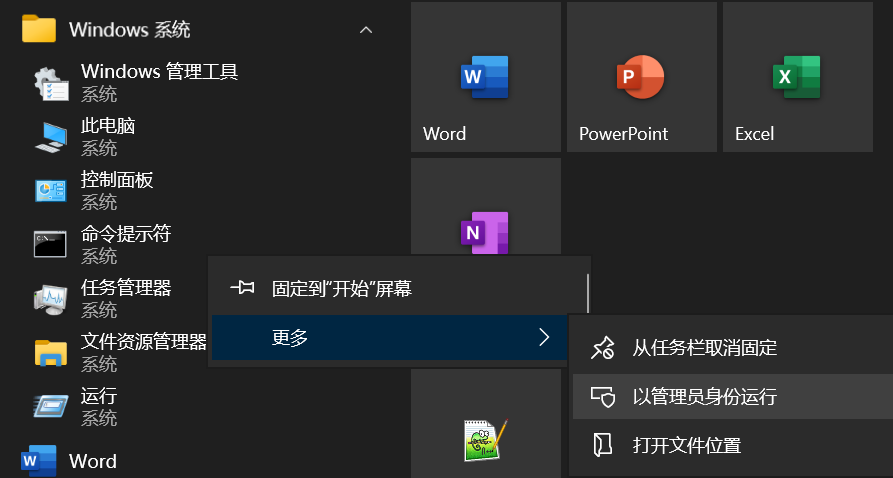 Windows 系统
Windows 管理工具
系统
此电脑
系统
控制面板
系统
命令提示符
系统
任务管理器
系统
文件资源管理器
系统
运行
系统
Word
Word
PowerPoint
Excel
固定到“开始”屏幕
更多
从任务栏取消固定
以管理员身份运行
打开文件位置